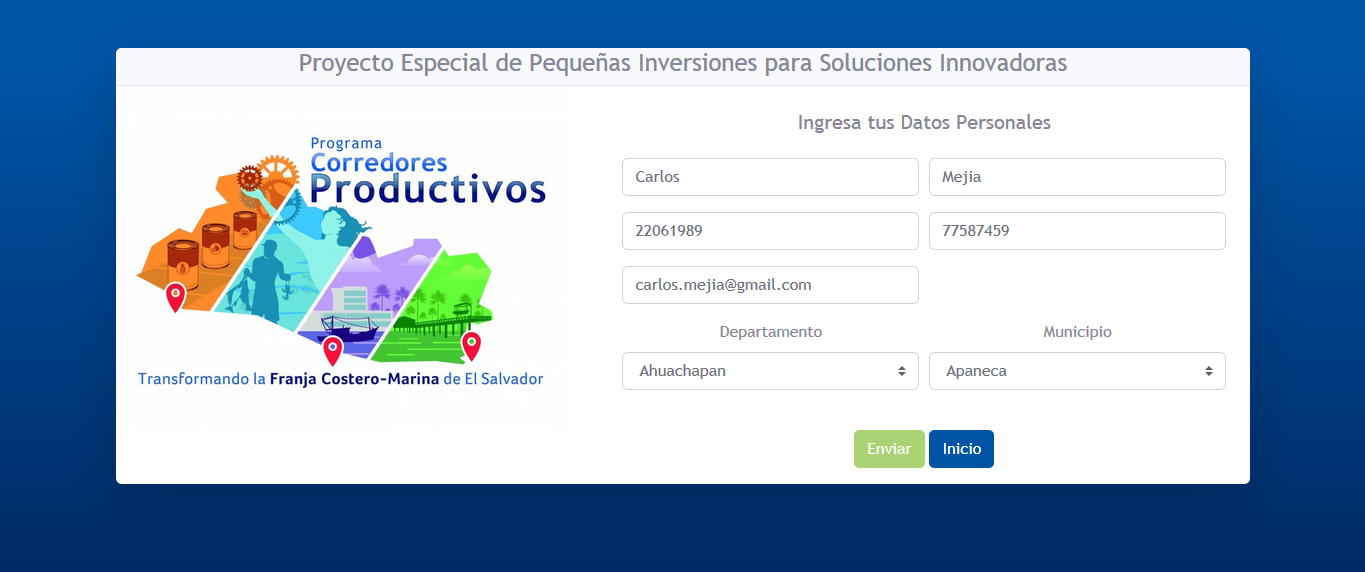 Proyecto Especial de Pequeñas Inversiones para Soluciones Innovadoras
Programa
Corredores
Productivos
Transformando la Franja Costero-Marina de El Salvador
Ingresa tus Datos Personales
Carlos Mejia
22061989 77587459
carlos.mejia@gmail.com
Departamento Municipio
Ahuachapan Apaneca
Enviar Inicio